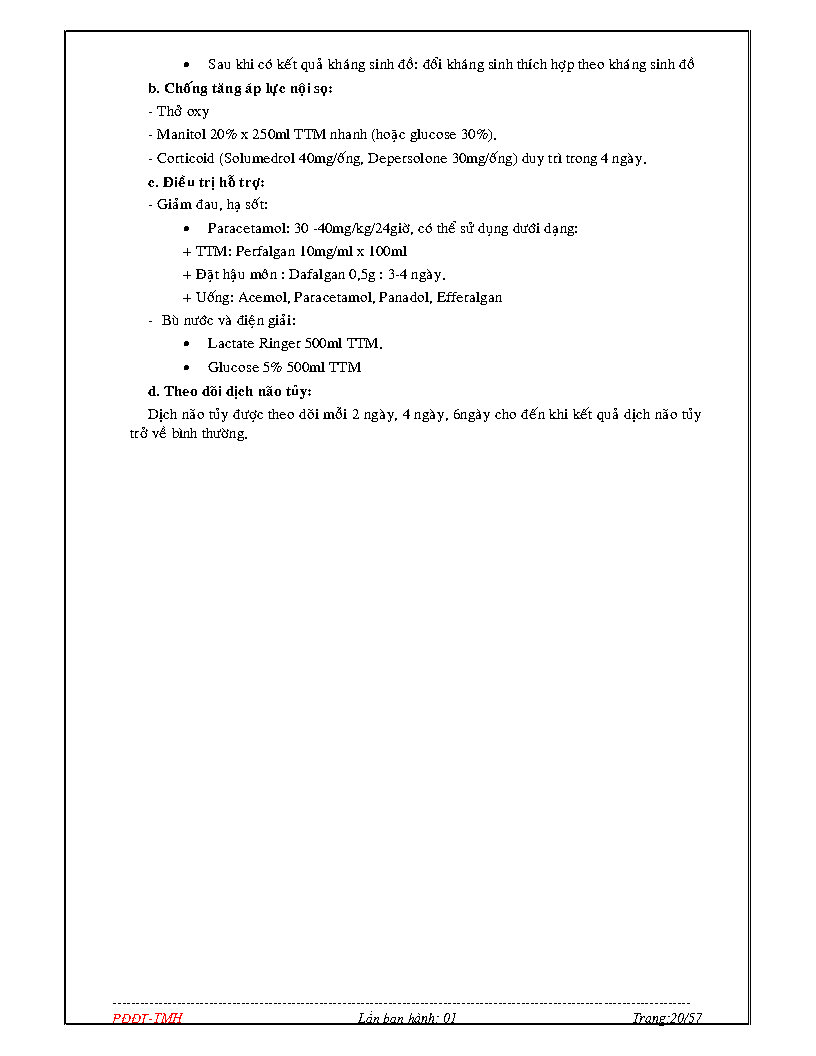 • Sau khi có kết quả kháng sinh đồ: đổi kháng sinh thích hợp theo kháng sinh đồ
b. Chống tăng áp lực nội sọ:
- Thở oxy
- Manitol 20% x 250ml TTM nhanh (hoặc glucose 30%).
- Corticoid (Solumedrol 40mg/ống, Depersolone 30mg/ống) duy trì trong 4 ngày.
c. Điều trị hỗ trợ:
- Giảm đau, hạ sốt:
• Paracetamol: 30 -40mg/kg/24giờ, có thể sử dụng dưới dạng:
+ TTM: Perfalgan 10mg/ml x 100ml
+ Đặt hậu môn : Dafalgan 0,5g : 3-4 ngày.
+ Uống: Acemol, Paracetamol, Panadol, Efferalgan
- Bù nước và điện giải:
• Lactate Ringer 500ml TTM.
• Glucose 5% 500ml TTM
d. Theo dõi dịch não tủy:
Dịch não tủy được theo dõi mỗi 2 ngày, 4 ngày, 6ngày cho đến khi kết quả dịch não tủy
trở về bình thường.
PĐĐT-TMH Lần ban hành: 01 Trang:20/57